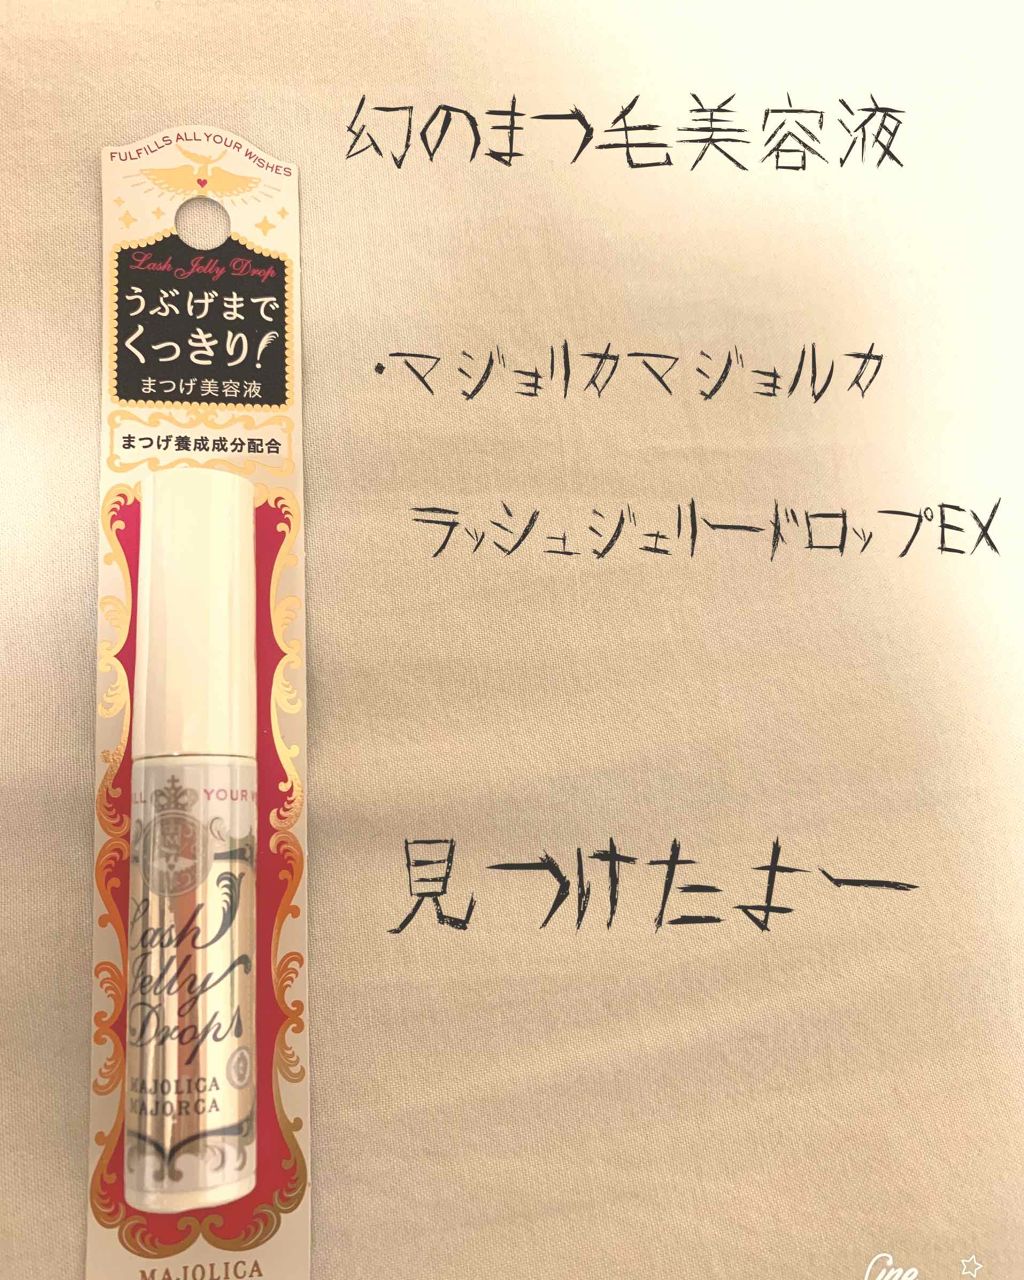 幻のまつ毛美容液
・マジョリカマジョルカ
ラッシュジェリードロップEX
見つけたよー
FULFILLS ALL YOUR WISHES
Lash Jelly Drop
うぶげまで
くっきり!
まつげ美容液
まつげ養成成分配合
YOUR
Lash
Jelly
Drop
MAJOLICA
MAJORCA
MAJOLICA